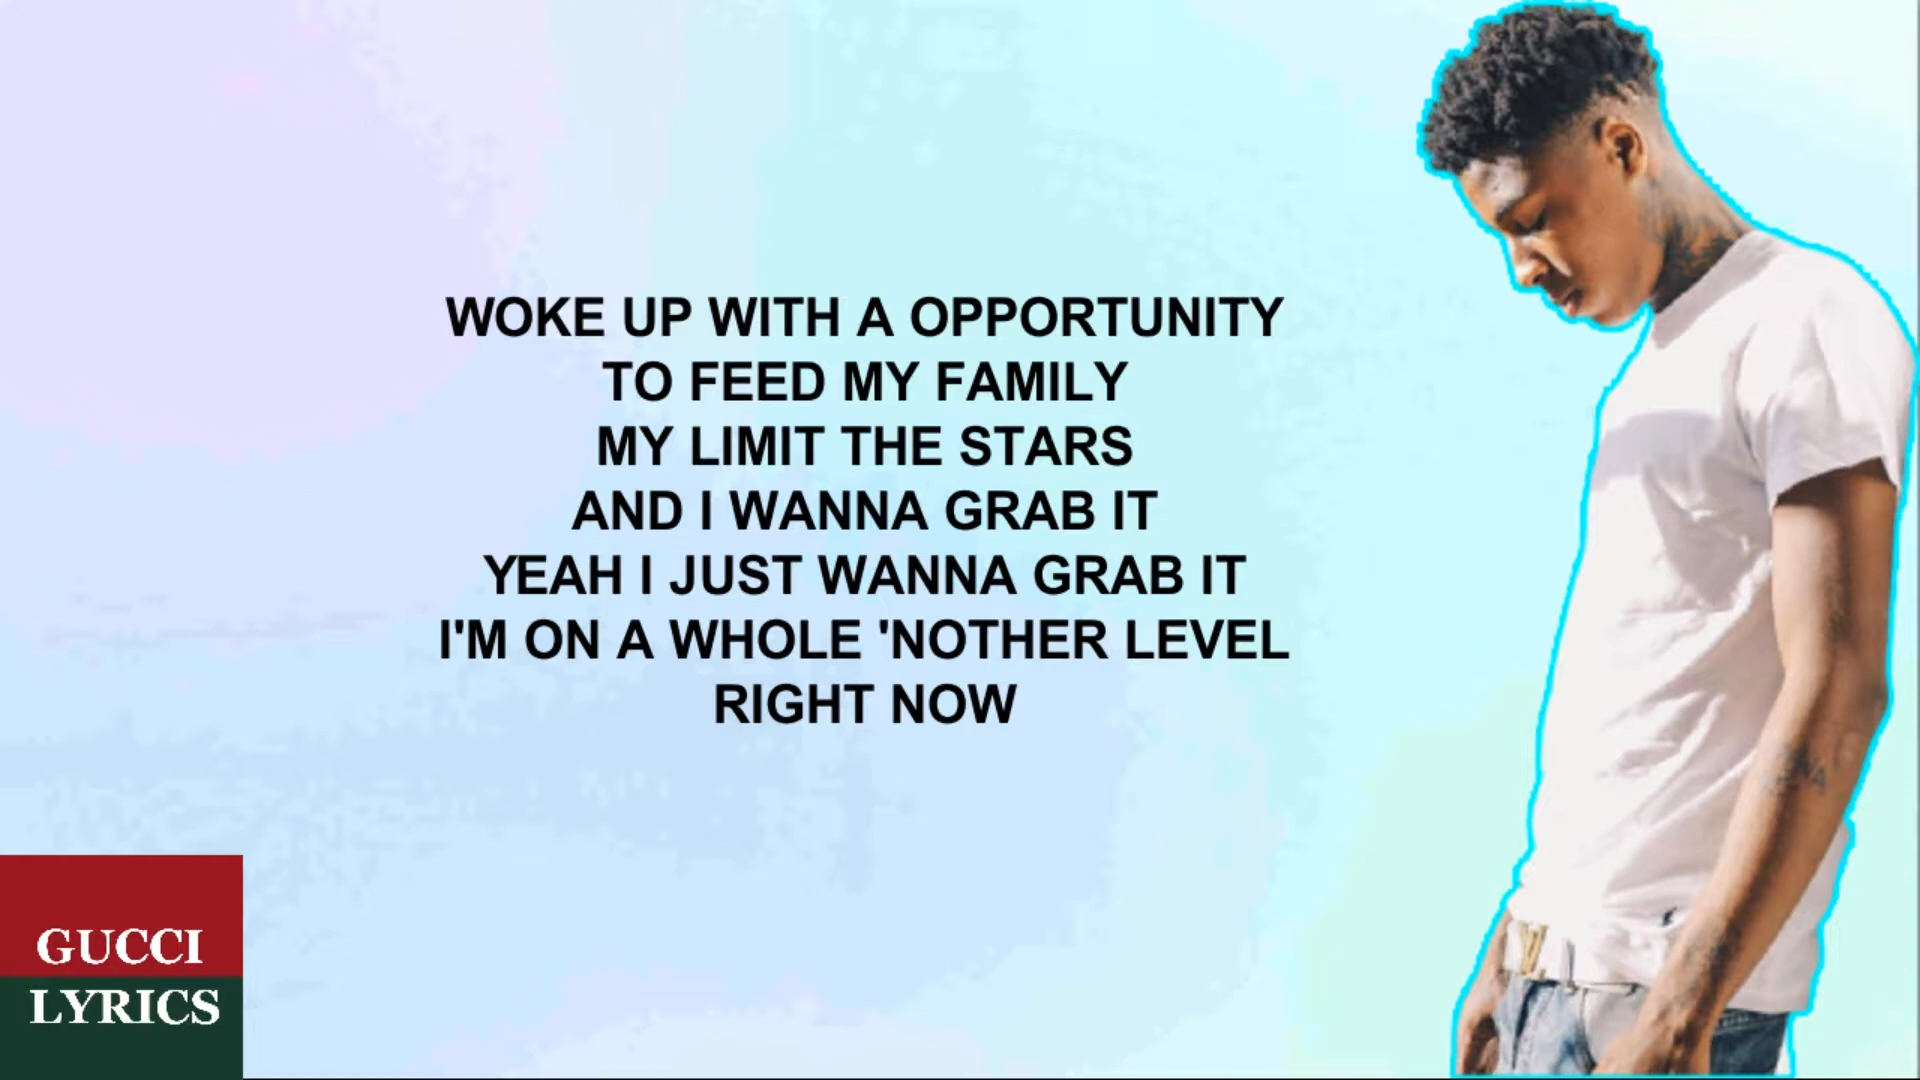 WOKE UP WITH A OPPORTUNITY
TO FEED MY FAMILY
MY LIMIT THE STARS
AND I WANNA GRAB IT
YEAH I JUST WANNA GRAB IT
I'M ON A WHOLE 'NOTHER LEVEL
RIGHT NOW
GUCCI
LYRICS